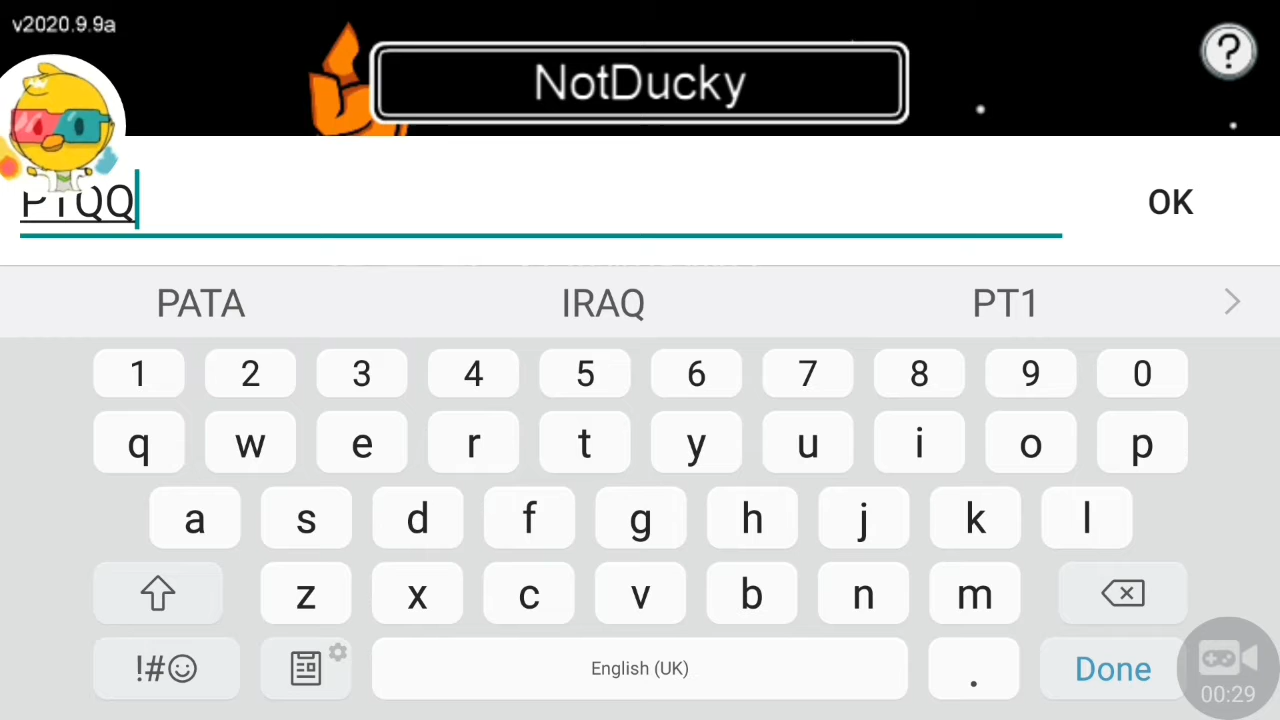 v2020.9.9a
NotDucky
?
PTQQ
OK
PATA IRAQ PT1
1 2 3 4 5 6 7 8 9 0
q w e r t y u i o p
a s d f g h j k l
z x c v b n m
!#☺ English (UK) . Done
00:29